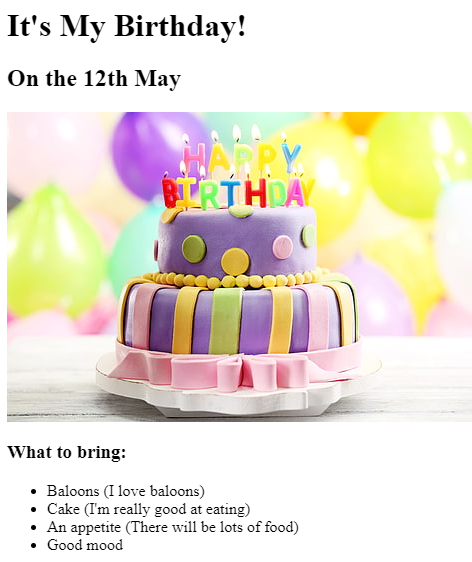 It's My Birthday!
On the 12th May
HAPPY
BIRTHDAY
What to bring:
Baloons (I love baloons)
Cake (I'm really good at eating)
An appetite (There will be lots of food)
Good mood